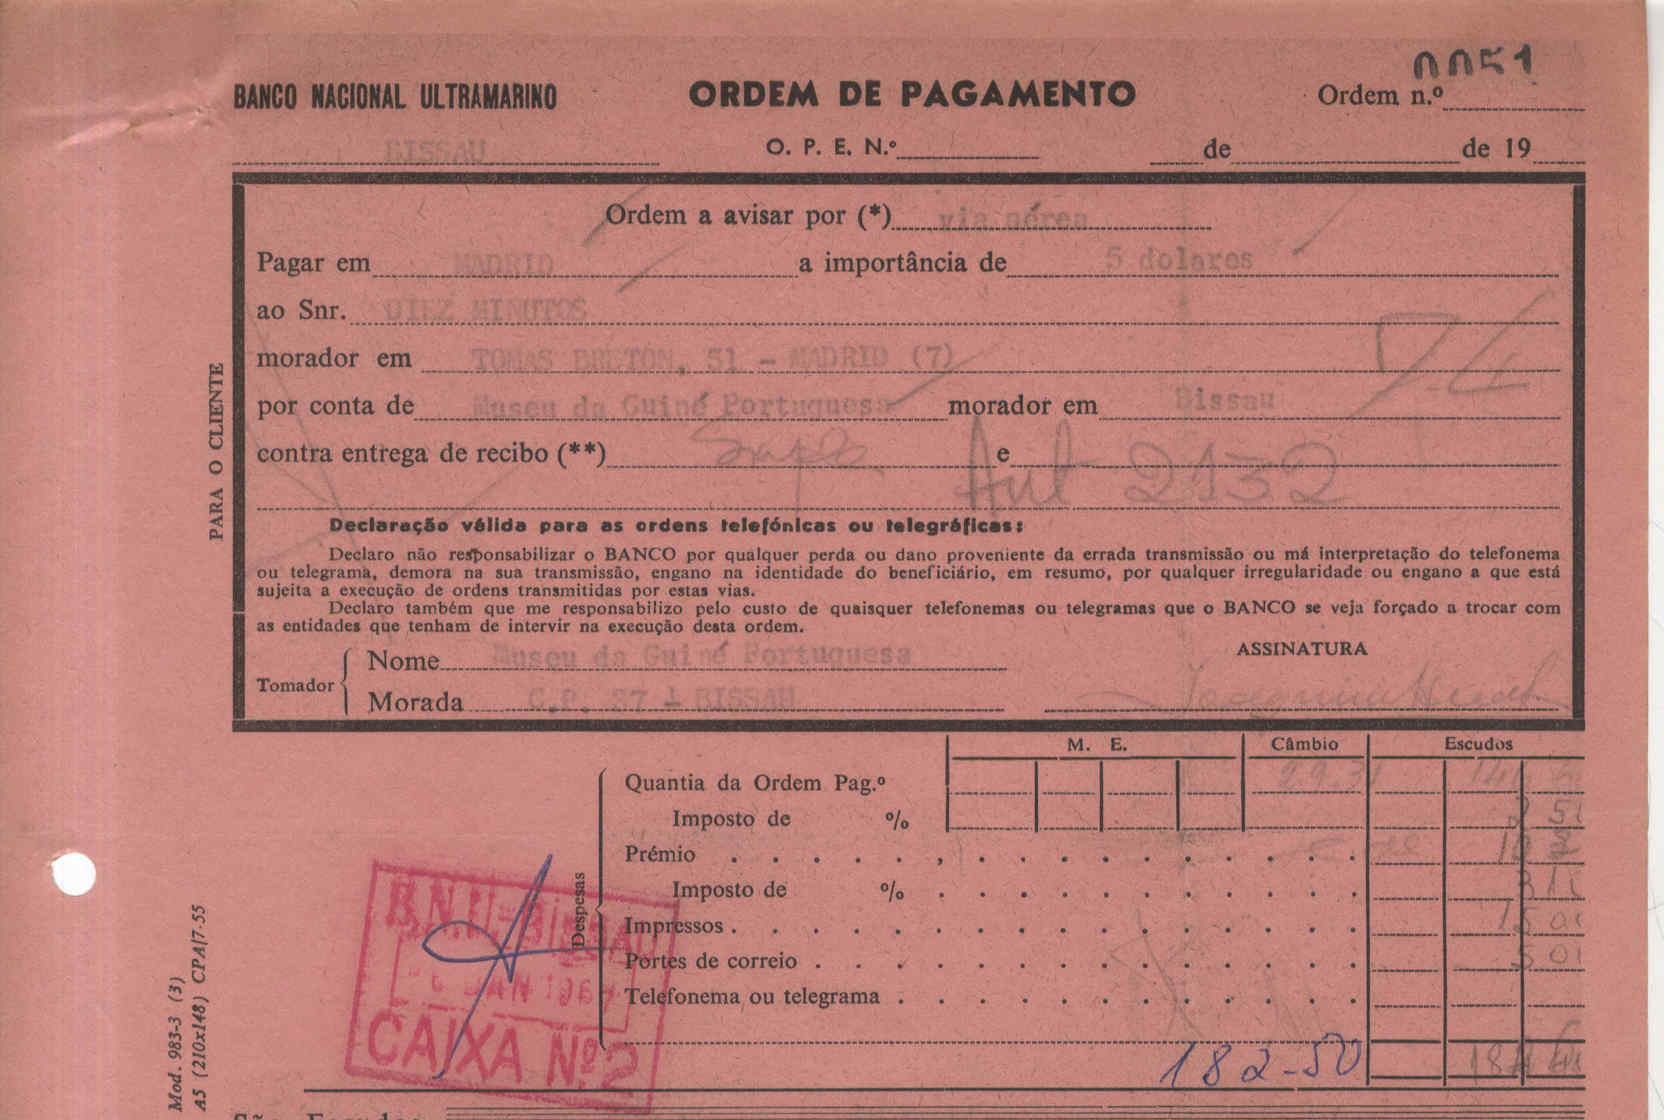 0051
BANCO NACIONAL ULTRAMARINO ORDEM DE PAGAMENTO Ordem n.º
BISSAU O. P. E. N.º de de 19
Ordem a avisar por (*) via aérea
Pagar em MADRID a importância de 5 dolares
ao Snr. DIEZ MINUTOS
morador em TOMAS BRETON, 51 - MADRID (7)
por conta de Museu da Guiné Portuguesa morador em Bissau
contra entrega de recibo (**) e
Aut 2132
Declaração válida para as ordens telefónicas ou telegráficas:
Declaro não responsabilizar o BANCO por qualquer perda ou dano proveniente da errada transmissão ou má interpretação do telefonema
ou telegrama, demora na sua transmissão, engano na identidade do beneficiário, em resumo, por qualquer irregularidade ou engano a que está
sujeita a execução de ordens transmitidas por estas vias.
Declaro também que me responsabilizo pelo custo de quaisquer telefonemas ou telegramas que o BANCO se veja forçado a trocar com
as entidades que tenham de intervir na execução desta ordem.
ASSINATURA
Tomador
Nome Museu da Guiné Portuguesa
Morada C.P. 37 - BISSAU
PARA O CLIENTE
M. E. Câmbio Escudos
Quantia da Ordem Pag.º
Imposto de %
Prémio
Imposto de %
Impressos
Portes de correio
Telefonema ou telegrama
Despesas
182-50
B.N.U.-BISSAU
JAN 1967
CAIXA Nº 2
Mod. 983-3 (3)
A5 (210x148) CPA/7-55